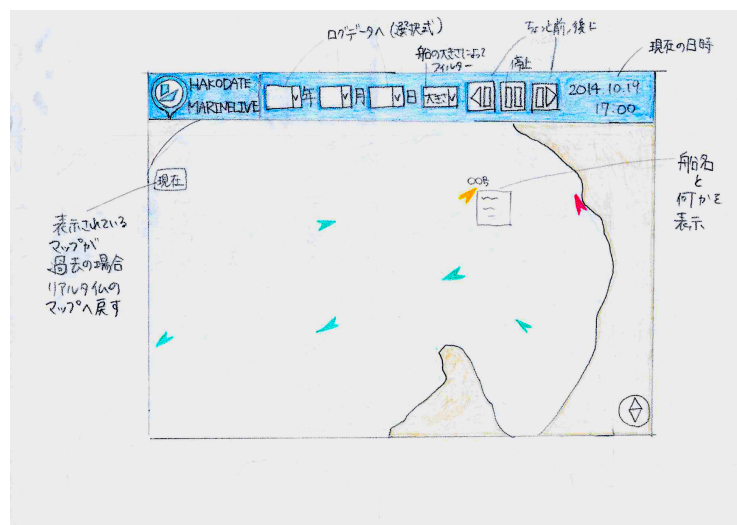 ログデータへ(選択式)
ちょっと前,後に
船の大きさによって
フィルター
停止
現在の日時
HAKODATE
MARINELIVE
年
月
日
大きさ
2014.10.19
17:00
現在
〇〇号
船名
と
何かを
表示
表示されている
マップが
過去の場合
リアルタイムの
マップへ戻す